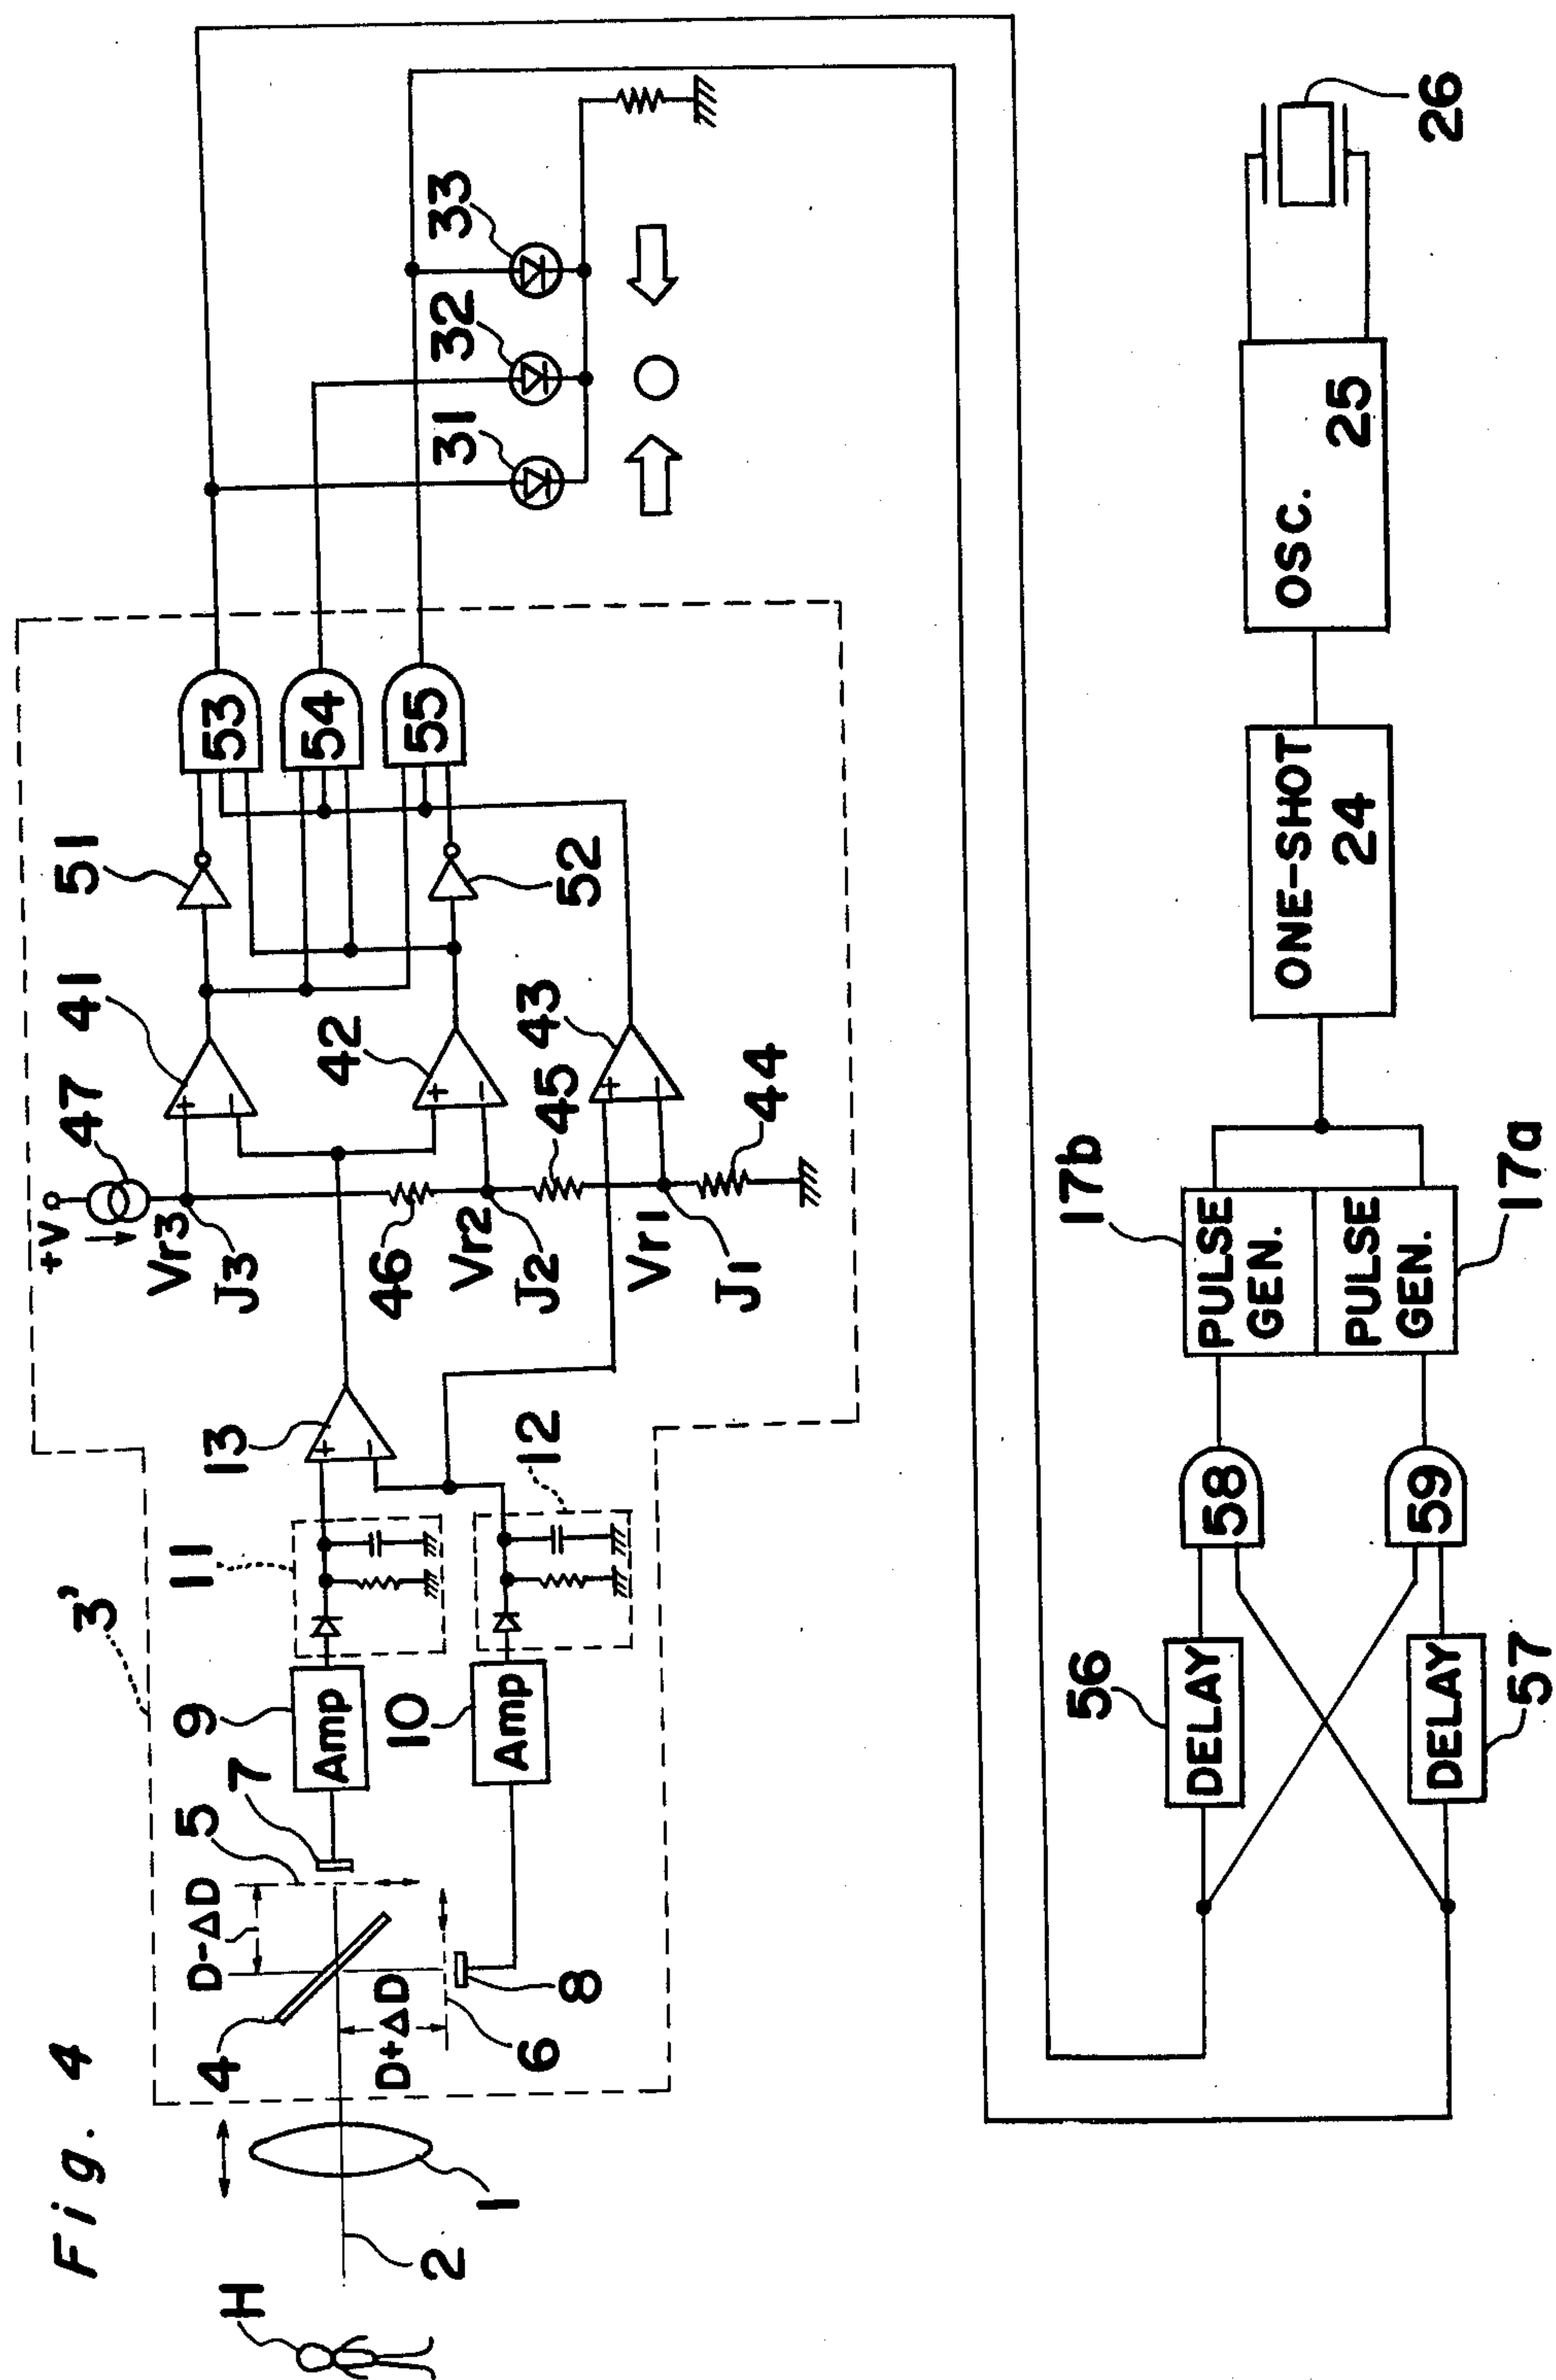 Fig. 4
H
2
1
3'
4
D-ΔD
5
7
D+ΔD
6
8
9
Amp
10
Amp
11
12
13
+V
47
Vr3
J3
46
Vr2
J2
45
Vr1
J1
44
41
+
-
42
+
-
43
+
-
+
-
51
52
53
54
55
31
32
33
56
DELAY
DELAY
57
58
59
17b
PULSE
GEN.
PULSE
GEN.
17a
ONE-SHOT
24
OSC.
25
26